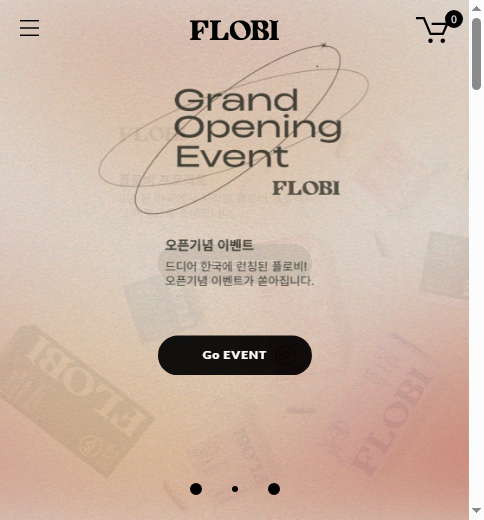 FLOBI
0
Grand
Opening
Event
FLOBI
오픈기념 이벤트
드디어 한국에 런칭된 플로비!
오픈기념 이벤트가 쏟아집니다.
Go EVENT
FLOBI
FLOBI
FLOBI